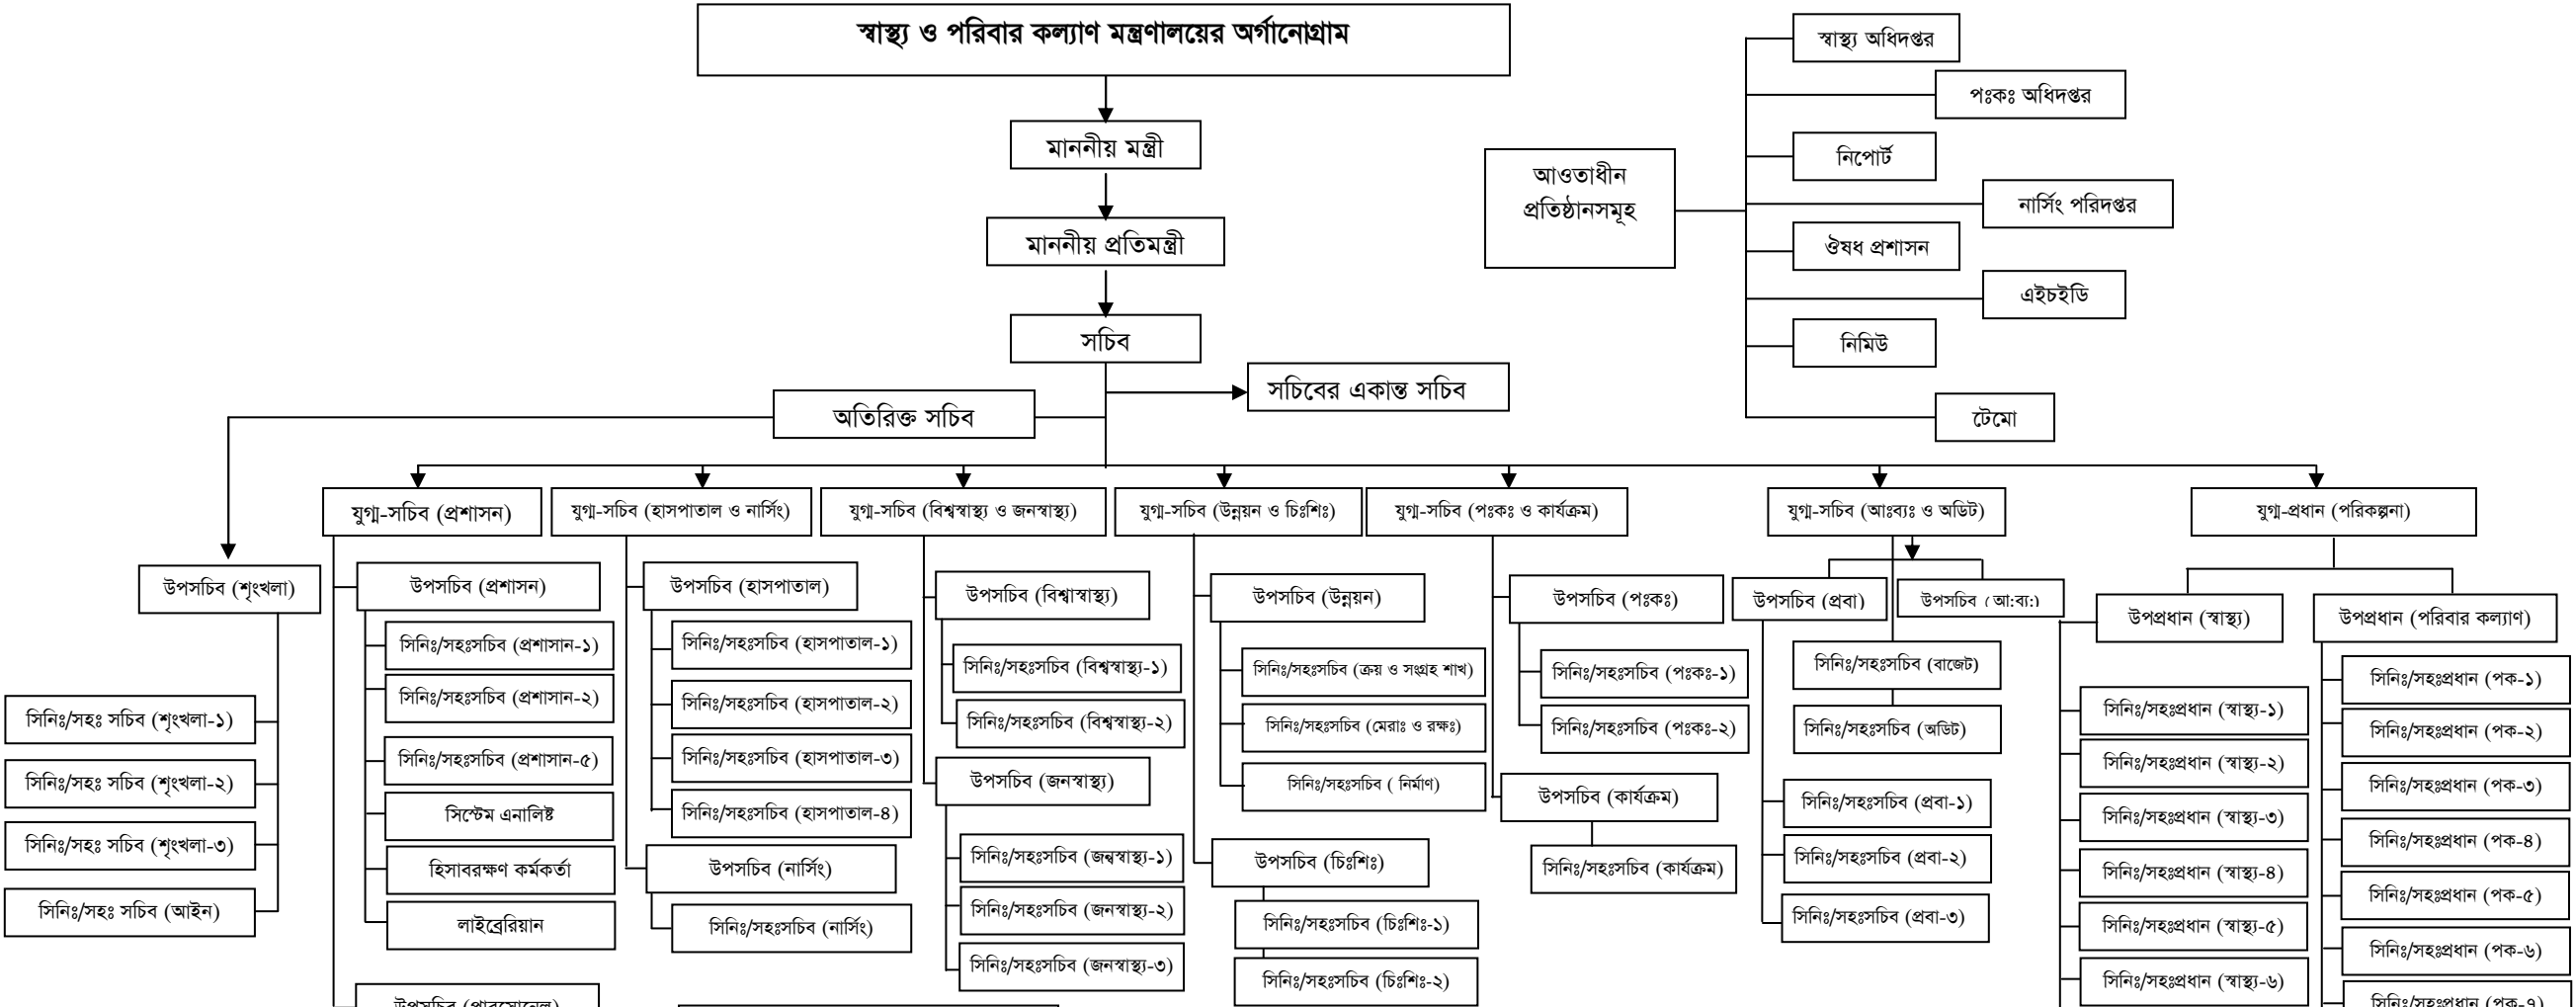 স্বাস্থ্য ও পরিবার কল্যাণ মন্ত্রণালয়ের অর্গানোগ্রাম
মাননীয় মন্ত্রী
মাননীয় প্রতিমন্ত্রী
সচিব
সচিবের একান্ত সচিব
অতিরিক্ত সচিব
আওতাধীন
প্রতিষ্ঠানসমূহ
স্বাস্থ্য অধিদপ্তর
পঃকঃ অধিদপ্তর
নিপোর্ট
নার্সিং পরিদপ্তর
ঔষধ প্রশাসন
এইচইডি
নিমিউ
টেমো
উপসচিব (শৃংখলা)
সিনিঃ/সহঃ সচিব (শৃংখলা-১)
সিনিঃ/সহঃ সচিব (শৃংখলা-২)
সিনিঃ/সহঃ সচিব (শৃংখলা-৩)
সিনিঃ/সহঃ সচিব (আইন)
যুগ্ম-সচিব (প্রশাসন)
উপসচিব (প্রশাসন)
সিনিঃ/সহঃসচিব (প্রশাসান-১)
সিনিঃ/সহঃসচিব (প্রশাসান-২)
সিনিঃ/সহঃসচিব (প্রশাসান-৫)
সিস্টেম এনালিষ্ট
হিসাবরক্ষণ কর্মকর্তা
লাইব্রেরিয়ান
উপসচিব (পারসোনেল)
যুগ্ম-সচিব (হাসপাতাল ও নার্সিং)
উপসচিব (হাসপাতাল)
সিনিঃ/সহঃসচিব (হাসপাতাল-১)
সিনিঃ/সহঃসচিব (হাসপাতাল-২)
সিনিঃ/সহঃসচিব (হাসপাতাল-৩)
সিনিঃ/সহঃসচিব (হাসপাতাল-৪)
উপসচিব (নার্সিং)
সিনিঃ/সহঃসচিব (নার্সিং)
যুগ্ম-সচিব (বিশ্বস্বাস্থ্য ও জনস্বাস্থ্য)
উপসচিব (বিশ্বাস্বাস্থ্য)
সিনিঃ/সহঃসচিব (বিশ্বস্বাস্থ্য-১)
সিনিঃ/সহঃসচিব (বিশ্বস্বাস্থ্য-২)
উপসচিব (জনস্বাস্থ্য)
সিনিঃ/সহঃসচিব (জন্বস্বাস্থ্য-১)
সিনিঃ/সহঃসচিব (জনস্বাস্থ্য-২)
সিনিঃ/সহঃসচিব (জনস্বাস্থ্য-৩)
যুগ্ম-সচিব (উন্নয়ন ও চিঃশিঃ)
উপসচিব (উন্নয়ন)
সিনিঃ/সহঃসচিব (ক্রয় ও সংগ্রহ শাখ)
সিনিঃ/সহঃসচিব (মেরাঃ ও রক্ষঃ)
সিনিঃ/সহঃসচিব ( নির্মাণ)
উপসচিব (চিঃশিঃ)
সিনিঃ/সহঃসচিব (চিঃশিঃ-১)
সিনিঃ/সহঃসচিব (চিঃশিঃ-২)
যুগ্ম-সচিব (পঃকঃ ও কার্যক্রম)
উপসচিব (পঃকঃ)
সিনিঃ/সহঃসচিব (পঃকঃ-১)
সিনিঃ/সহঃসচিব (পঃকঃ-২)
উপসচিব (কার্যক্রম)
সিনিঃ/সহঃসচিব (কার্যক্রম)
যুগ্ম-সচিব (আঃব্যঃ ও অডিট)
উপসচিব (প্রবা)
উপসচিব (আ:ব্য:)
সিনিঃ/সহঃসচিব (বাজেট)
সিনিঃ/সহঃসচিব (অডিট)
সিনিঃ/সহঃসচিব (প্রবা-১)
সিনিঃ/সহঃসচিব (প্রবা-২)
সিনিঃ/সহঃসচিব (প্রবা-৩)
যুগ্ম-প্রধান (পরিকল্পনা)
উপপ্রধান (স্বাস্থ্য)
সিনিঃ/সহঃপ্রধান (স্বাস্থ্য-১)
সিনিঃ/সহঃপ্রধান (স্বাস্থ্য-২)
সিনিঃ/সহঃপ্রধান (স্বাস্থ্য-৩)
সিনিঃ/সহঃপ্রধান (স্বাস্থ্য-৪)
সিনিঃ/সহঃপ্রধান (স্বাস্থ্য-৫)
সিনিঃ/সহঃপ্রধান (স্বাস্থ্য-৬)
উপপ্রধান (পরিবার কল্যাণ)
সিনিঃ/সহঃপ্রধান (পক-১)
সিনিঃ/সহঃপ্রধান (পক-২)
সিনিঃ/সহঃপ্রধান (পক-৩)
সিনিঃ/সহঃপ্রধান (পক-৪)
সিনিঃ/সহঃপ্রধান (পক-৫)
সিনিঃ/সহঃপ্রধান (পক-৬)
সিনিঃ/সহঃপ্রধান (পক-৭)